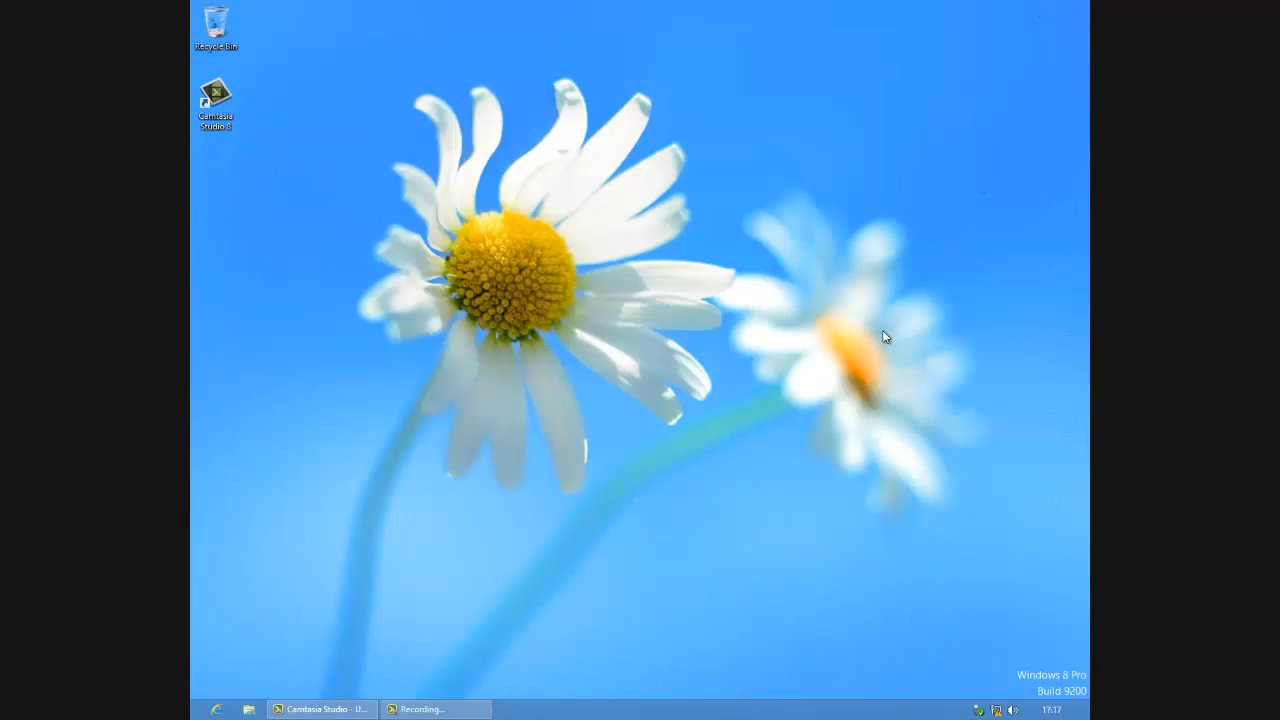 Recycle Bin
Camtasia
Studio 8
Windows 8 Pro
Build 9200
Camtasia Studio - U...
Recording...
17:17